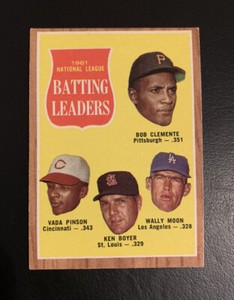 1961
NATIONAL LEAGUE
BATTING
LEADERS
BOB CLEMENTE
Pittsburgh — .351
VADA PINSON
Cincinnati — .343
KEN BOYER
St. Louis — .329
WALLY MOON
Los Angeles — .328